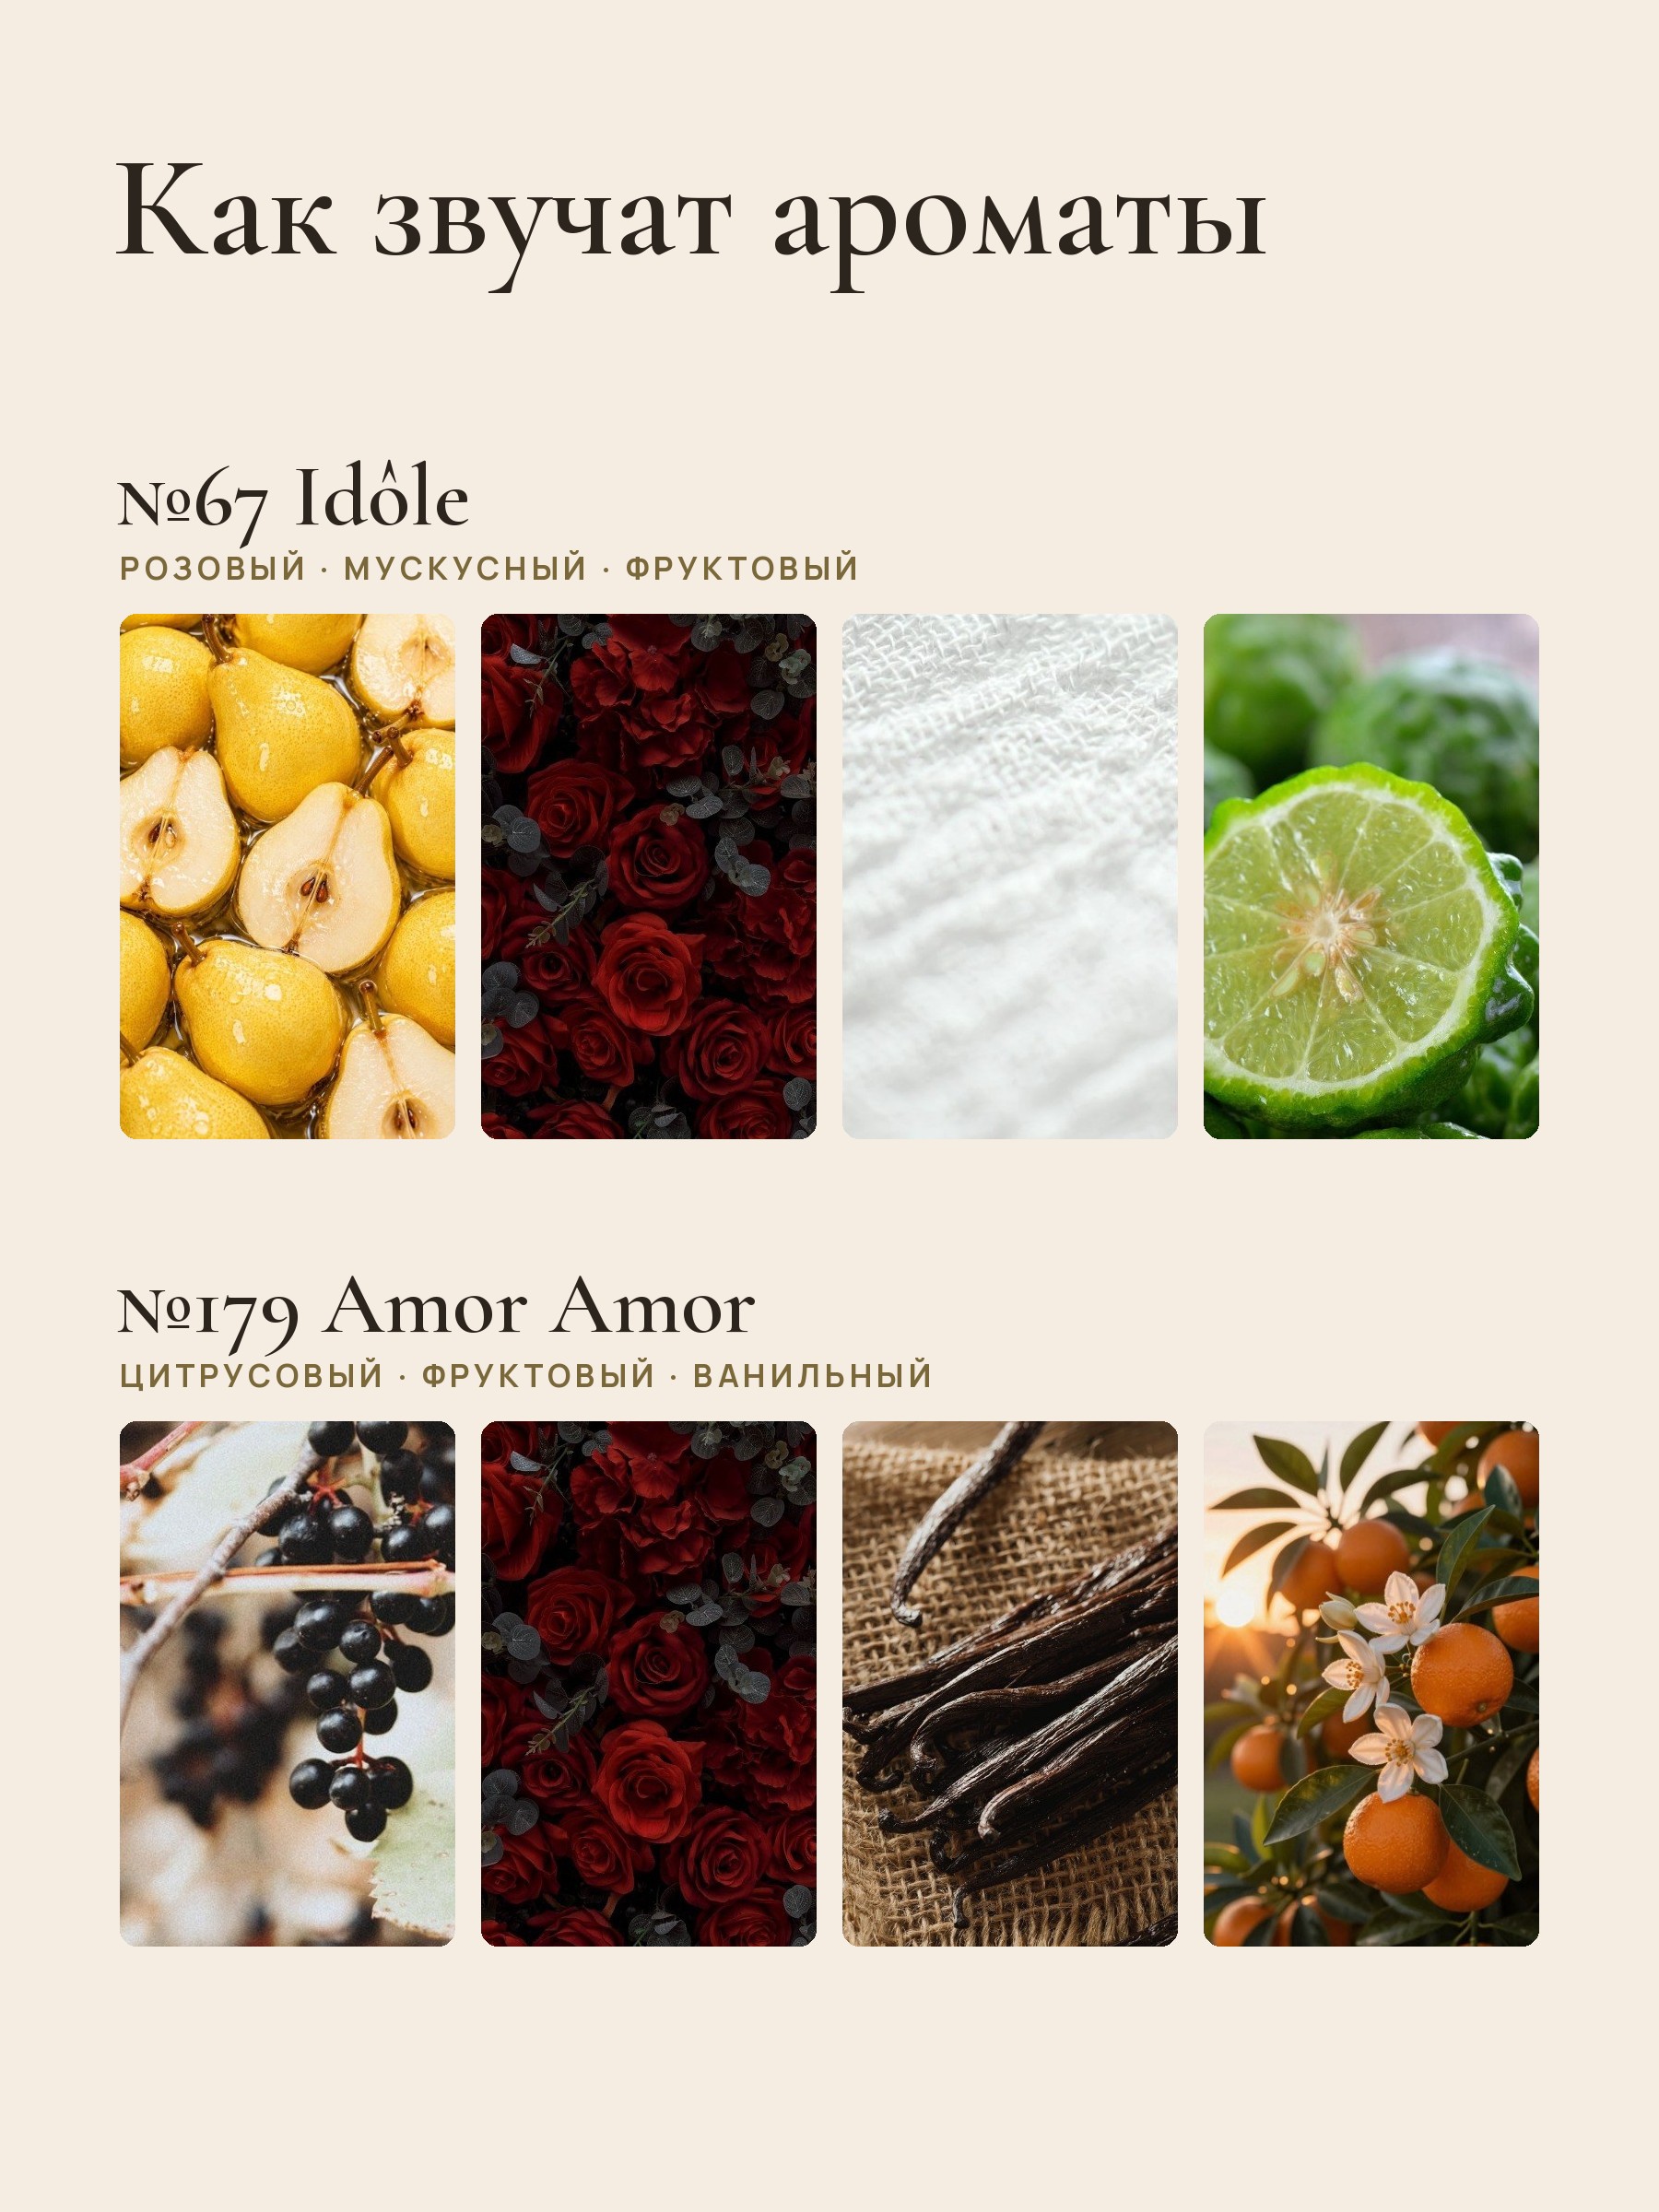 Как звучат ароматы
№67 Idôle
РОЗОВЫЙ · МУСКУСНЫЙ · ФРУКТОВЫЙ
№179 Amor Amor
ЦИТРУСОВЫЙ · ФРУКТОВЫЙ · ВАНИЛЬНЫЙ